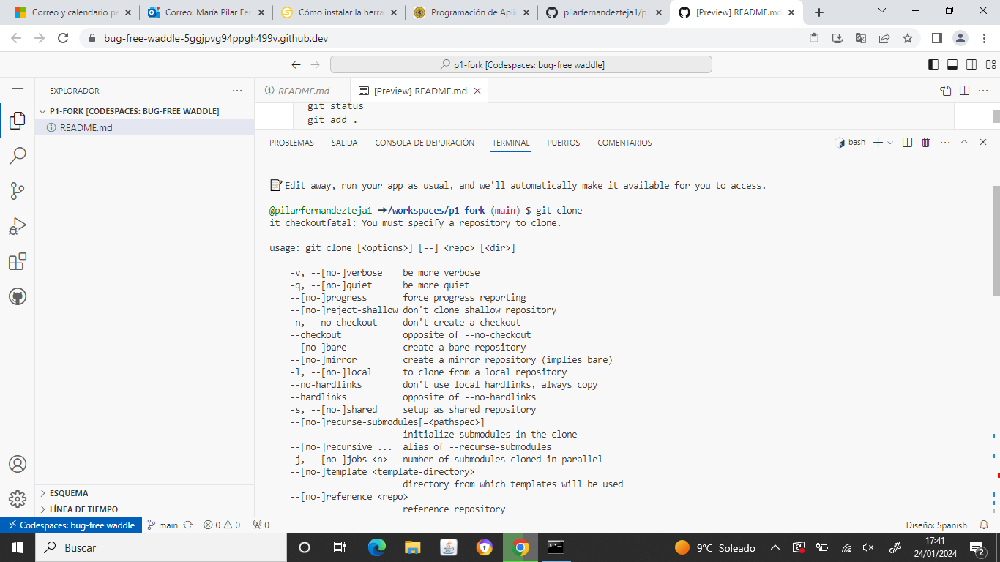 Correo y calendario pe
Correo: María Pilar Fer
Cómo instalar la herra
Programación de Apli
pilarfernandezteja1/p1
[Preview] README.md
bug-free-waddle-5ggjpvg94ppgh499v.github.dev
p1-fork [Codespaces: bug-free waddle]
EXPLORADOR
README.md
[Preview] README.md
P1-FORK [CODESPACES: BUG-FREE WADDLE]
README.md
git status
git add .
PROBLEMAS SALIDA CONSOLA DE DEPURACIÓN TERMINAL PUERTOS COMENTARIOS
bash
Edit away, run your app as usual, and we'll automatically make it available for you to access.
@pilarfernandezteja1 ➜/workspaces/p1-fork (main) $ git clone
it checkoutfatal: You must specify a repository to clone.
usage: git clone [<options>] [--] <repo> [<dir>]
-v, --[no-]verbose be more verbose
-q, --[no-]quiet be more quiet
--[no-]progress force progress reporting
--[no-]reject-shallow don't clone shallow repository
-n, --no-checkout don't create a checkout
--checkout opposite of --no-checkout
--[no-]bare create a bare repository
--[no-]mirror create a mirror repository (implies bare)
-l, --[no-]local to clone from a local repository
--no-hardlinks don't use local hardlinks, always copy
--hardlinks opposite of --no-hardlinks
-s, --[no-]shared setup as shared repository
--[no-]recurse-submodules[=<pathspec>]
initialize submodules in the clone
--[no-]recursive ... alias of --recurse-submodules
-j, --[no-]jobs <n> number of submodules cloned in parallel
--[no-]template <template-directory>
directory from which templates will be used
--[no-]reference <repo>
reference repository
ESQUEMA
LÍNEA DE TIEMPO
Codespaces: bug-free waddle
main
0 0
0
Diseño: Spanish
Buscar
9°C Soleado
17:41
24/01/2024
2